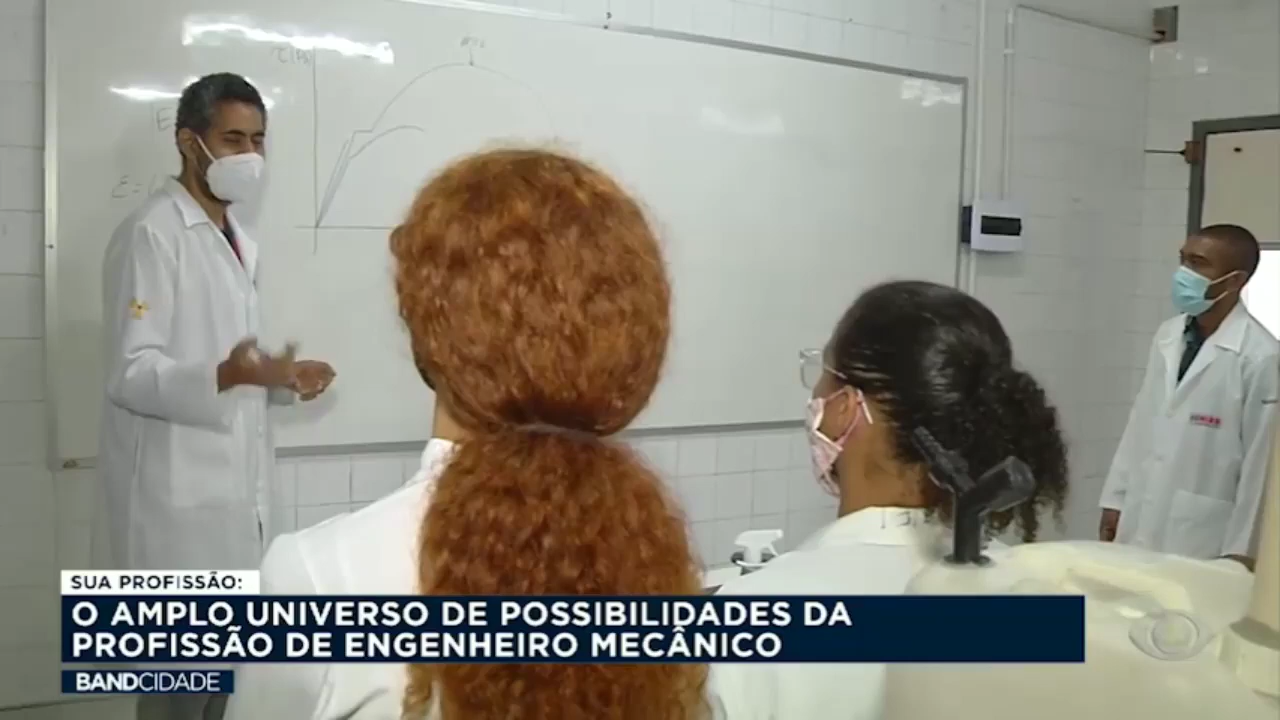 SUA PROFISSÃO:
O AMPLO UNIVERSO DE POSSIBILIDADES DA
PROFISSÃO DE ENGENHEIRO MECÂNICO
BANDCIDADE